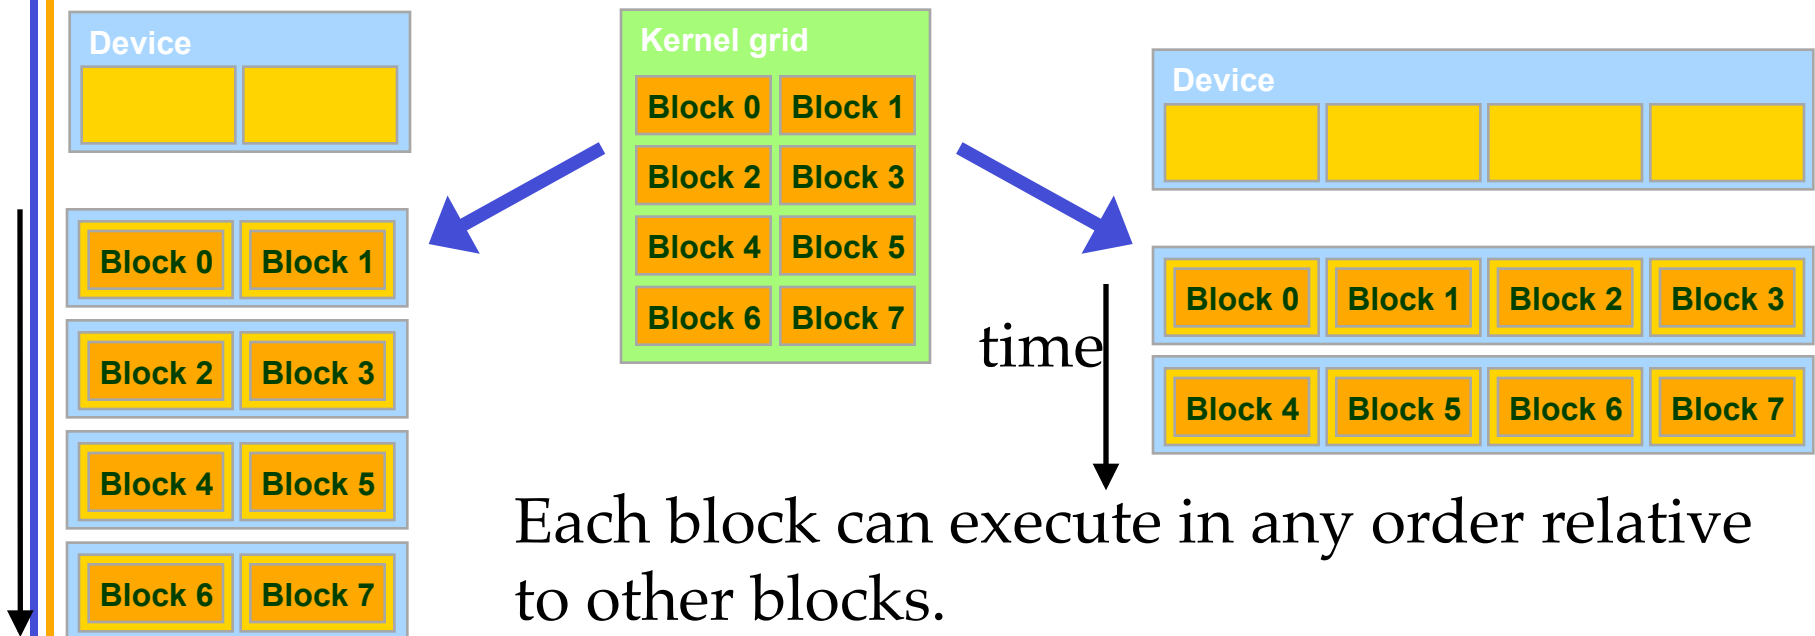 Device
Block 0 Block 1
Block 2 Block 3
Block 4 Block 5
Block 6 Block 7
Kernel grid
Block 0 Block 1
Block 2 Block 3
Block 4 Block 5
Block 6 Block 7
Device
time
Block 0 Block 1 Block 2 Block 3
Block 4 Block 5 Block 6 Block 7
Each block can execute in any order relative
to other blocks.